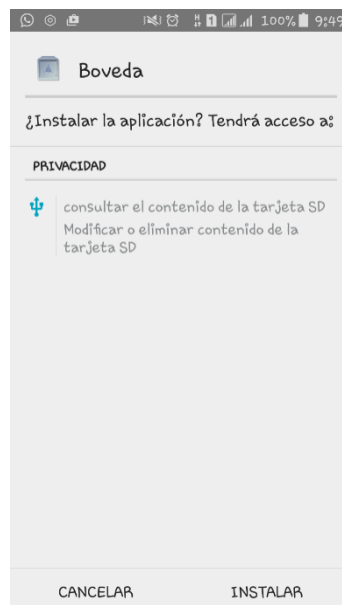 100% 9:49
Boveda
¿Instalar la aplicación? Tendrá acceso a:
PRIVACIDAD
consultar el contenido de la tarjeta SD
Modificar o eliminar contenido de la
tarjeta SD
CANCELAR INSTALAR